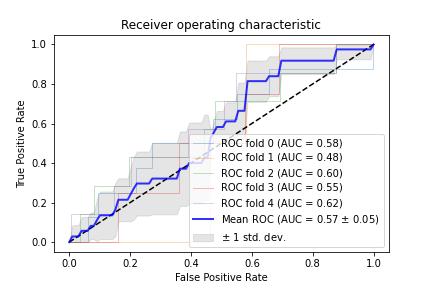 Receiver operating characteristic
True Positive Rate
1.0
0.8
0.6
0.4
0.2
0.0
ROC fold 0 (AUC = 0.58)
ROC fold 1 (AUC = 0.48)
ROC fold 2 (AUC = 0.60)
ROC fold 3 (AUC = 0.55)
ROC fold 4 (AUC = 0.62)
Mean ROC (AUC = 0.57 ± 0.05)
± 1 std. dev.
0.0 0.2 0.4 0.6 0.8 1.0
False Positive Rate